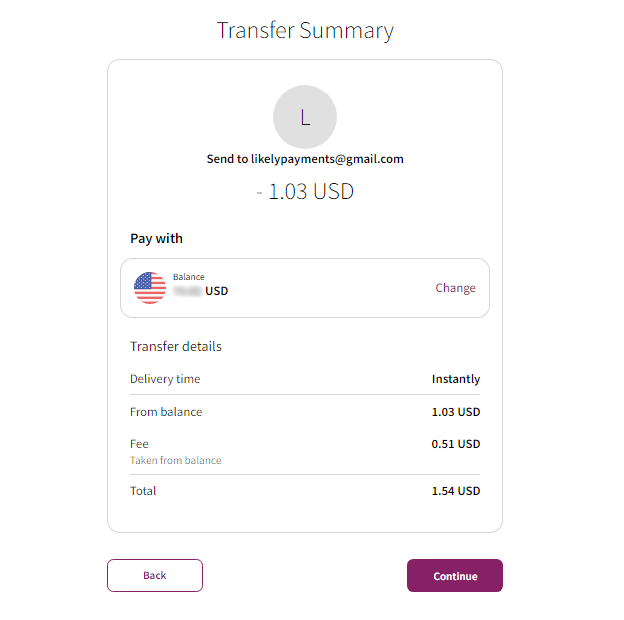 Transfer Summary
L
Send to likelypayments@gmail.com
- 1.03 USD
Pay with
Balance
USD
Change
Transfer details
Delivery time Instantly
From balance 1.03 USD
Fee 0.51 USD
Taken from balance
Total 1.54 USD
Back Continue